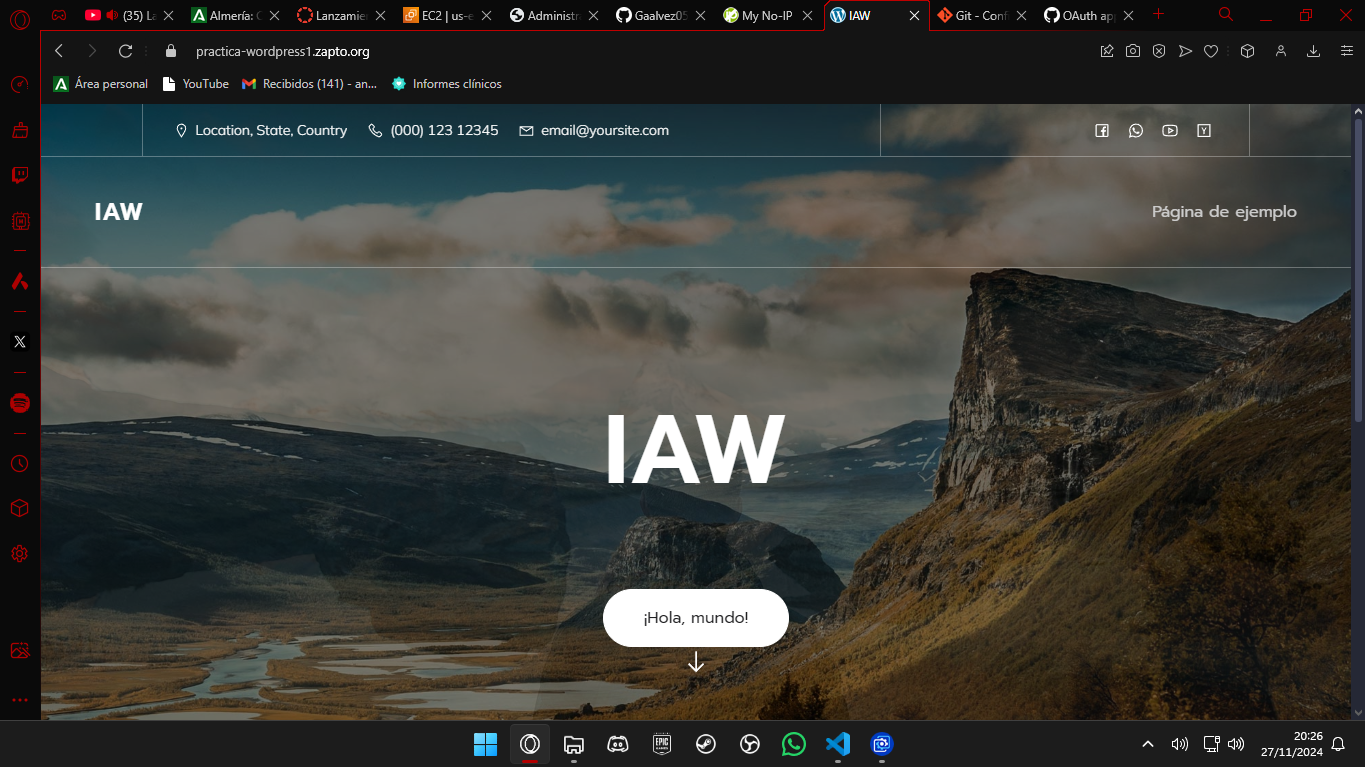 (35) La
Almería: C
Lanzamie
EC2 | us-e
Administra
Gaalvez05
My No-IP
IAW
Git - Confi
OAuth ap
practica-wordpress1.zapto.org
Área personal
YouTube
Recibidos (141) - an...
Informes clínicos
Location, State, Country
(000) 123 12345
email@yoursite.com
IAW
Página de ejemplo
IAW
¡Hola, mundo!
20:26
27/11/2024